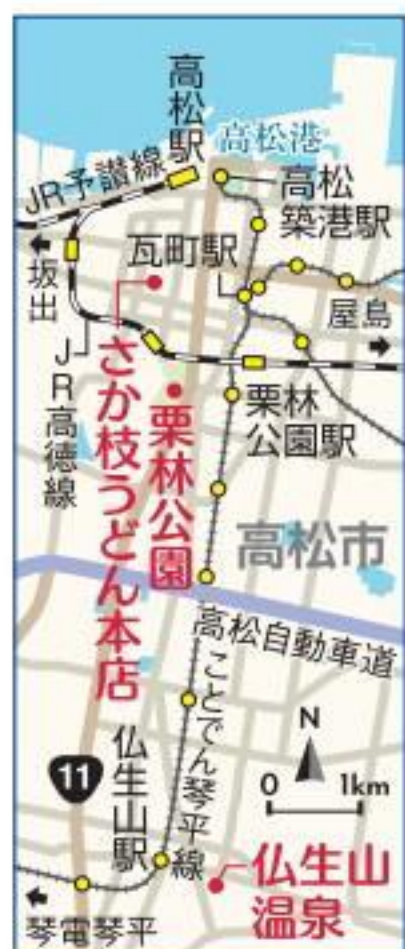 高松駅
高松港
JR予讃線
高松
築港駅
瓦町駅
坂出
屋島
JR高徳線
さか枝うどん本店
栗林公園
栗林
公園駅
高松市
高松自動車道
ことでん琴平線
N
0 1km
11
仏生山駅
仏生山
温泉
琴電琴平